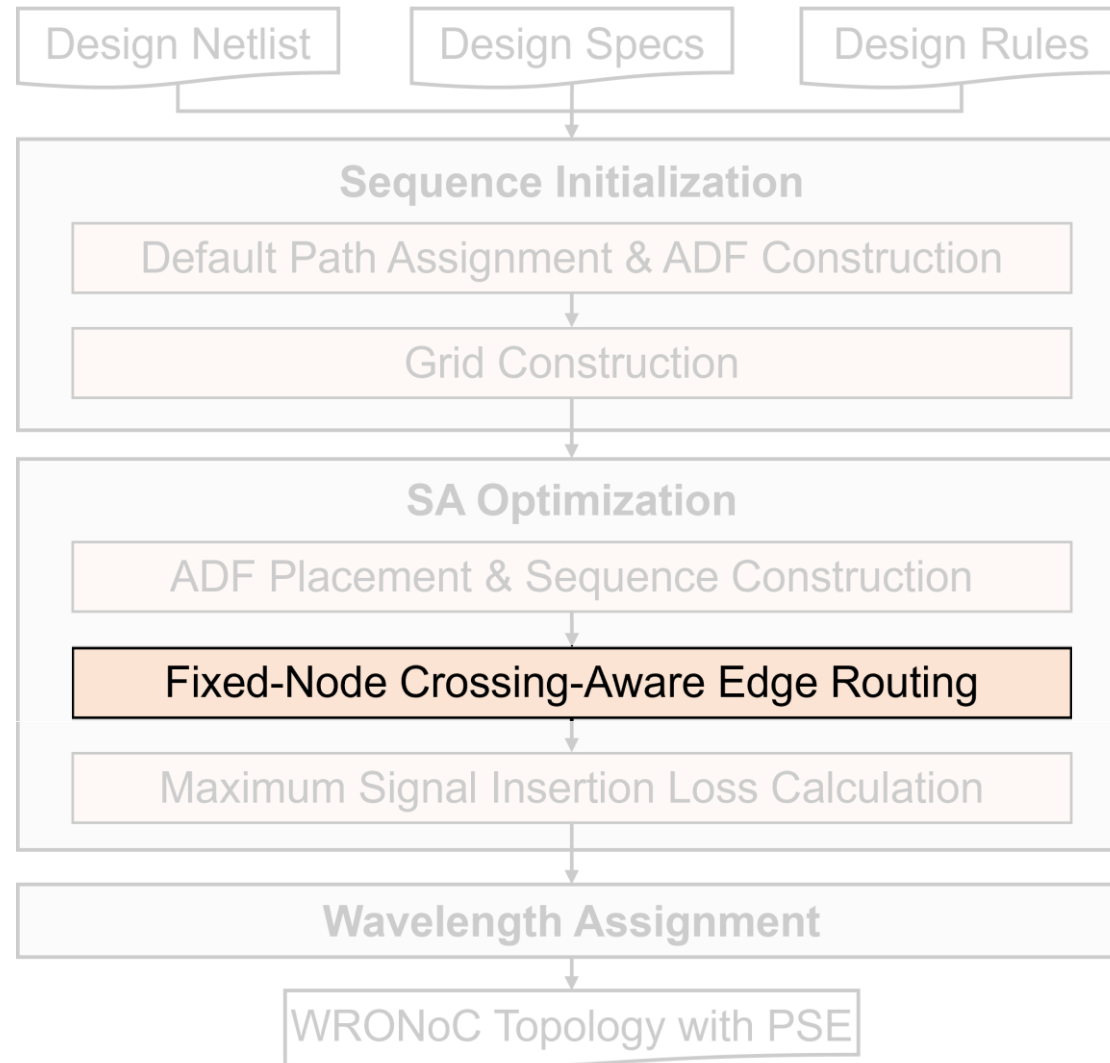 Design Netlist
Design Specs
Design Rules
Sequence Initialization
Default Path Assignment & ADF Construction
Grid Construction
SA Optimization
ADF Placement & Sequence Construction
Fixed-Node Crossing-Aware Edge Routing
Maximum Signal Insertion Loss Calculation
Wavelength Assignment
WRONoC Topology with PSE